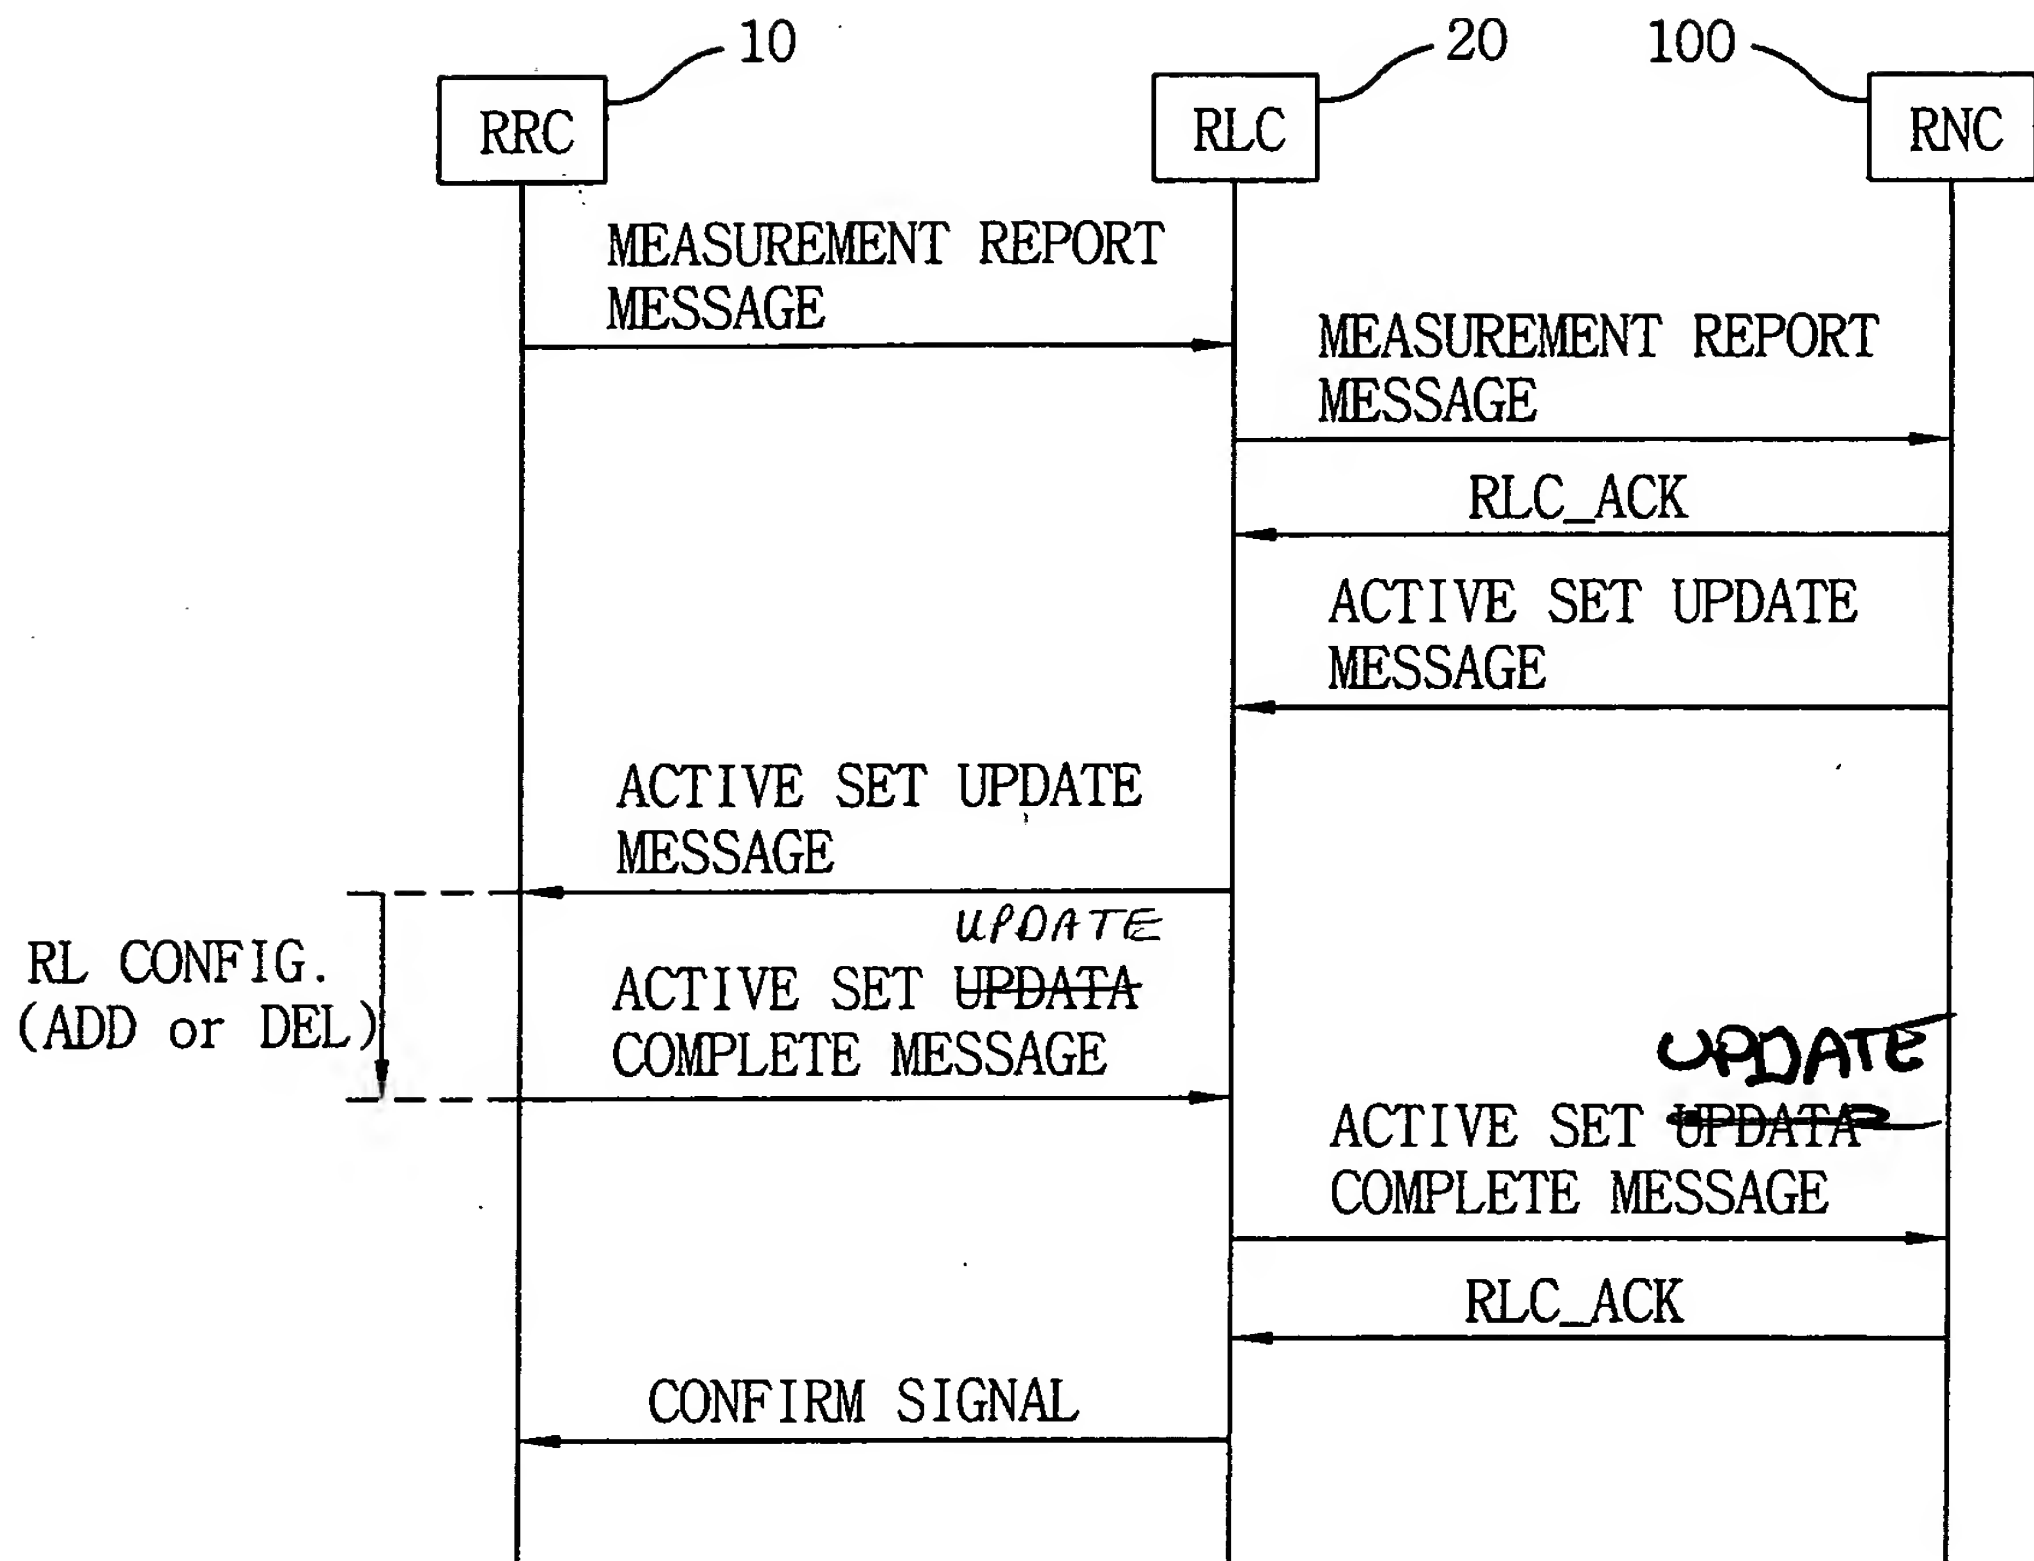 10
20
100
RRC
RLC
RNC
MEASUREMENT REPORT
MESSAGE
MEASUREMENT REPORT
MESSAGE
RLC_ACK
ACTIVE SET UPDATE
MESSAGE
ACTIVE SET UPDATE
MESSAGE
RL CONFIG.
(ADD or DEL)
UPDATE
ACTIVE SET UPDATA
COMPLETE MESSAGE
UPDATE
ACTIVE SET UPDATA
COMPLETE MESSAGE
RLC_ACK
CONFIRM SIGNAL